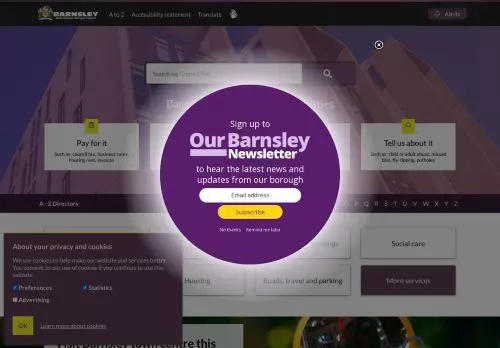 BARNSLEY
A to Z
Accessibility statement
Translate
Alerts
Search e.g. Council Tax
Sign up to
Our Barnsley
Newsletter
to hear the latest news and
updates from our borough
Email address
Subscribe
No thanks
Remind me later
Pay for it
Such as, council tax, business rates,
housing rent, invoices
Tell us about it
Such as, child or adult abuse, missed
bins, fly-tipping, potholes
A - Z Directory
P Q R S T U V W X Y Z
Social care
Housing
Roads, travel and parking
More services
About your privacy and cookies
We use cookies to help make our website and services better.
You consent to our use of cookies if you continue to use this
website.
Preferences
Statistics
Advertising
OK
Learn more about cookies
Visit Barnsley town centre this